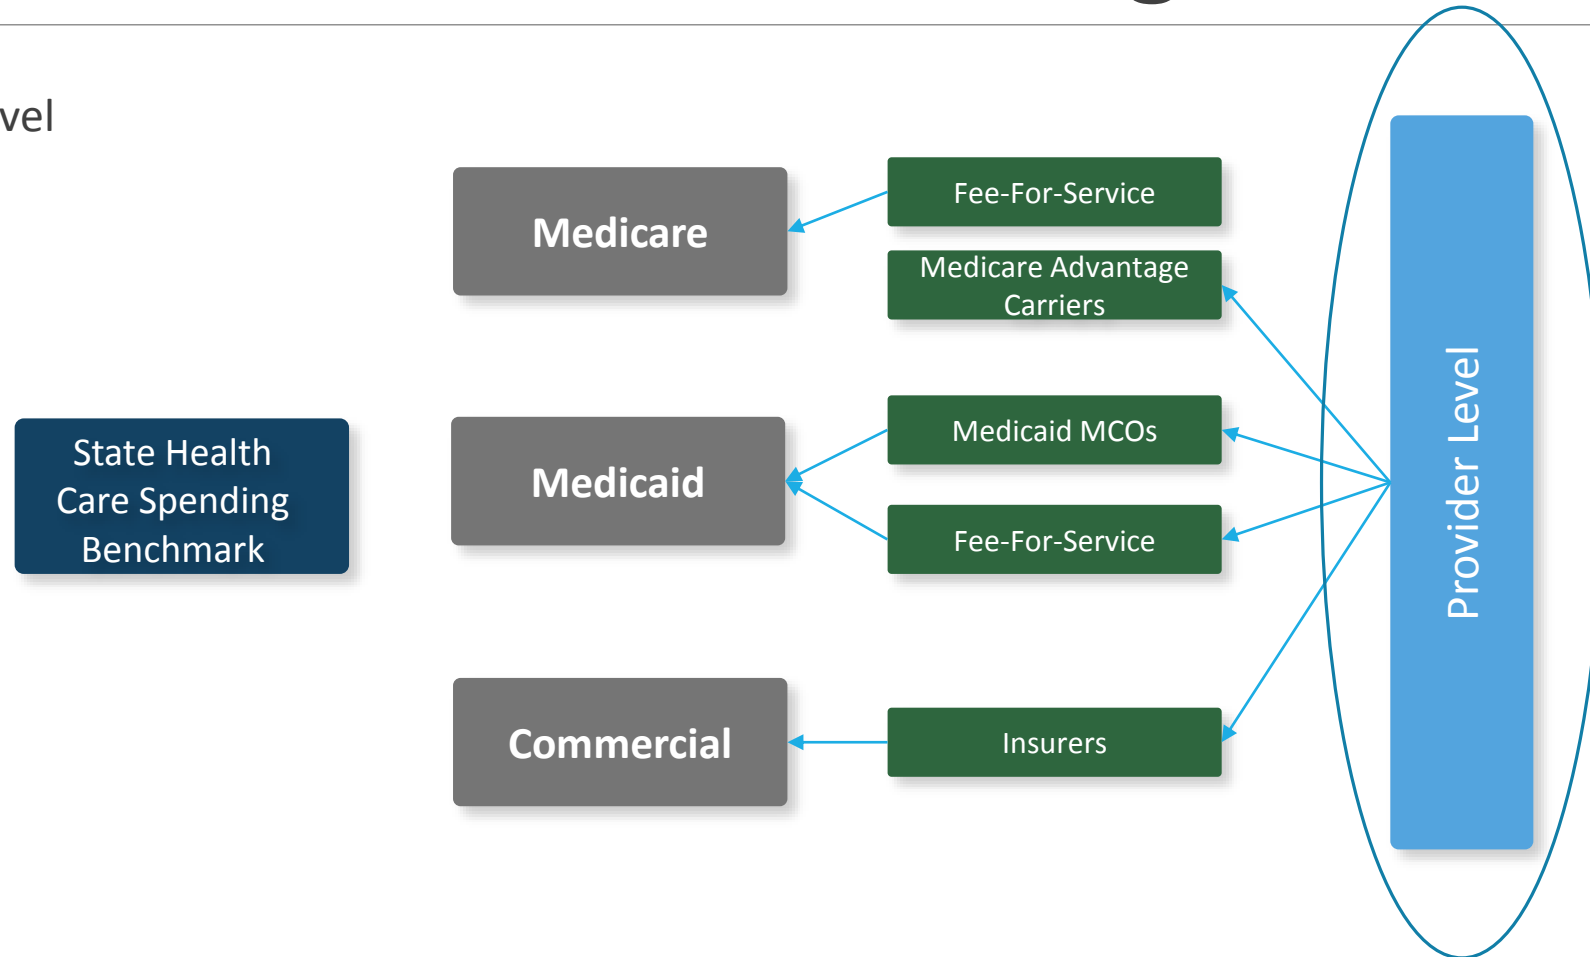 vel
Medicare
Fee-For-Service
Medicare Advantage
Carriers
State Health
Care Spending
Benchmark
Medicaid
Medicaid MCOs
Fee-For-Service
Commercial
Insurers
Provider Level